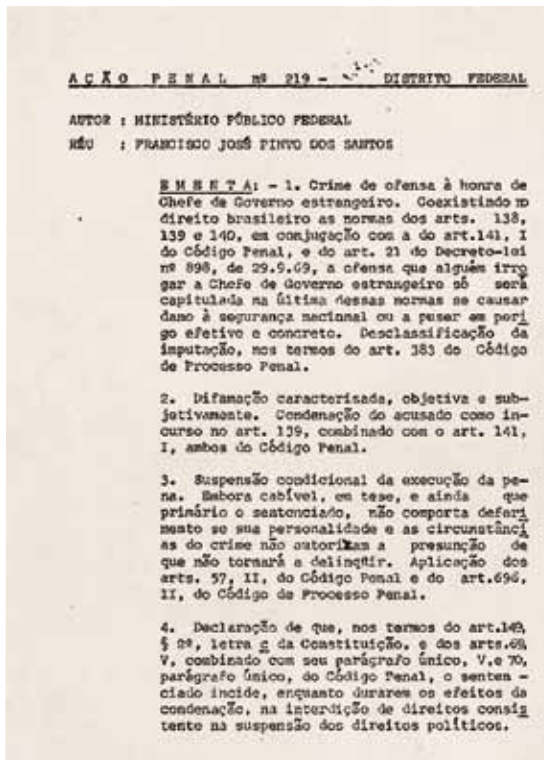 AÇÃO PENAL nº 219 - DISTRITO FEDERAL
AUTOR : MINISTÉRIO PÚBLICO FEDERAL
RÉU : FRANCISCO JOSÉ PINTO DOS SANTOS
EMENTA: - 1. Crime de ofensa à honra de
Chefe de Governo estrangeiro. Coexistindo no
direito brasileiro as normas dos arts. 138,
139 e 140, em conjugação com a do art.141, I
do Código Penal, e do art. 21 do Decreto-lei
nº 898, de 29.9.69, a ofensa que alguém irro
gar a Chefe de Governo estrangeiro só será
capitulada na última dessas normas se causar
dano à segurança nacional ou a puser em peri
go efetivo e concreto. Desclassificação da
imputação, nos termos do art. 383 do Código
de Processo Penal.
2. Difamação caracterizada, objetiva e sub-
jetivamente. Condenação do acusado como in-
curso no art. 139, combinado com o art. 141,
I, ambos do Código Penal.
3. Suspensão condicional da execução da pe-
na. Embora cabível, em tese, e ainda que
primário o sentenciado, não comporta deferi
mento se sua personalidade e as circunstânci
as do crime não autorizam a presunção de
que não tornará a delinqüir. Aplicação dos
arts. 57, II, do Código Penal e do art.696,
II, do Código de Processo Penal.
4. Declaração de que, nos termos do art.149,
§ 2º, letra c da Constituição, e dos arts.69,
V, combinado com seu parágrafo único, V.e 70,
parágrafo único, do Código Penal, o senten -
ciado incide, enquanto durarem os efeitos da
condenação, na interdição de direitos consis
tente na suspensão dos direitos políticos.